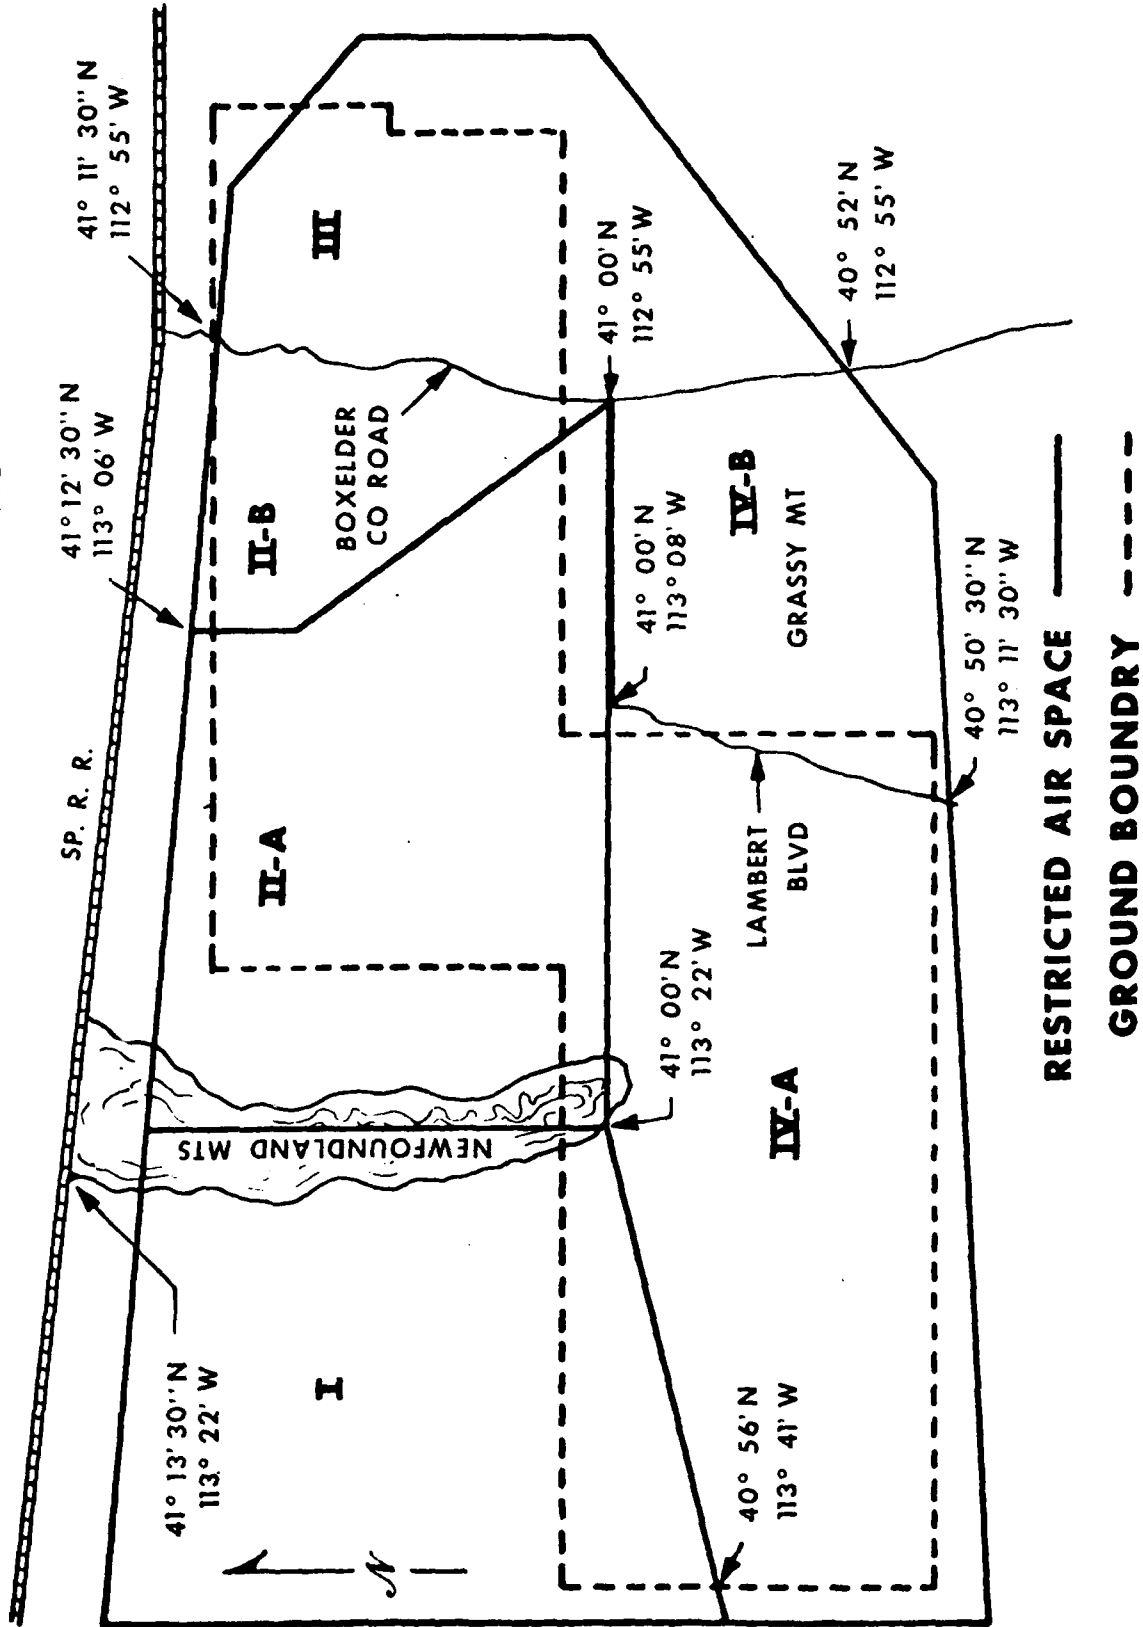 SP. R. R.
41° 12' 30" N
113° 06' W
41° 11' 30" N
112° 55' W
41° 13' 30" N
113° 22' W
NEWFOUNDLAND MTS
II-A
II-B
I
III
N
BOXELDER
CO ROAD
41° 00' N
112° 55' W
41° 00' N
113° 08' W
41° 00' N
113° 22' W
IV-B
GRASSY MT
LAMBERT
BLVD
40° 56' N
113° 41' W
IV-A
40° 52' N
112° 55' W
40° 50' 30" N
113° 11' 30" W
RESTRICTED AIR SPACE
GROUND BOUNDRY